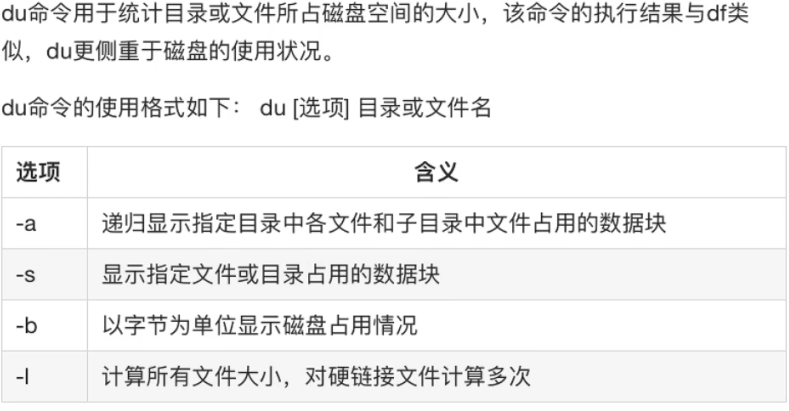 du命令用于统计目录或文件所占磁盘空间的大小，该命令的执行结果与df类
似，du更侧重于磁盘的使用状况。
du命令的使用格式如下： du [选项] 目录或文件名
选项 含义
-a 递归显示指定目录中各文件和子目录中文件占用的数据块
-s 显示指定文件或目录占用的数据块
-b 以字节为单位显示磁盘占用情况
-l 计算所有文件大小，对硬链接文件计算多次